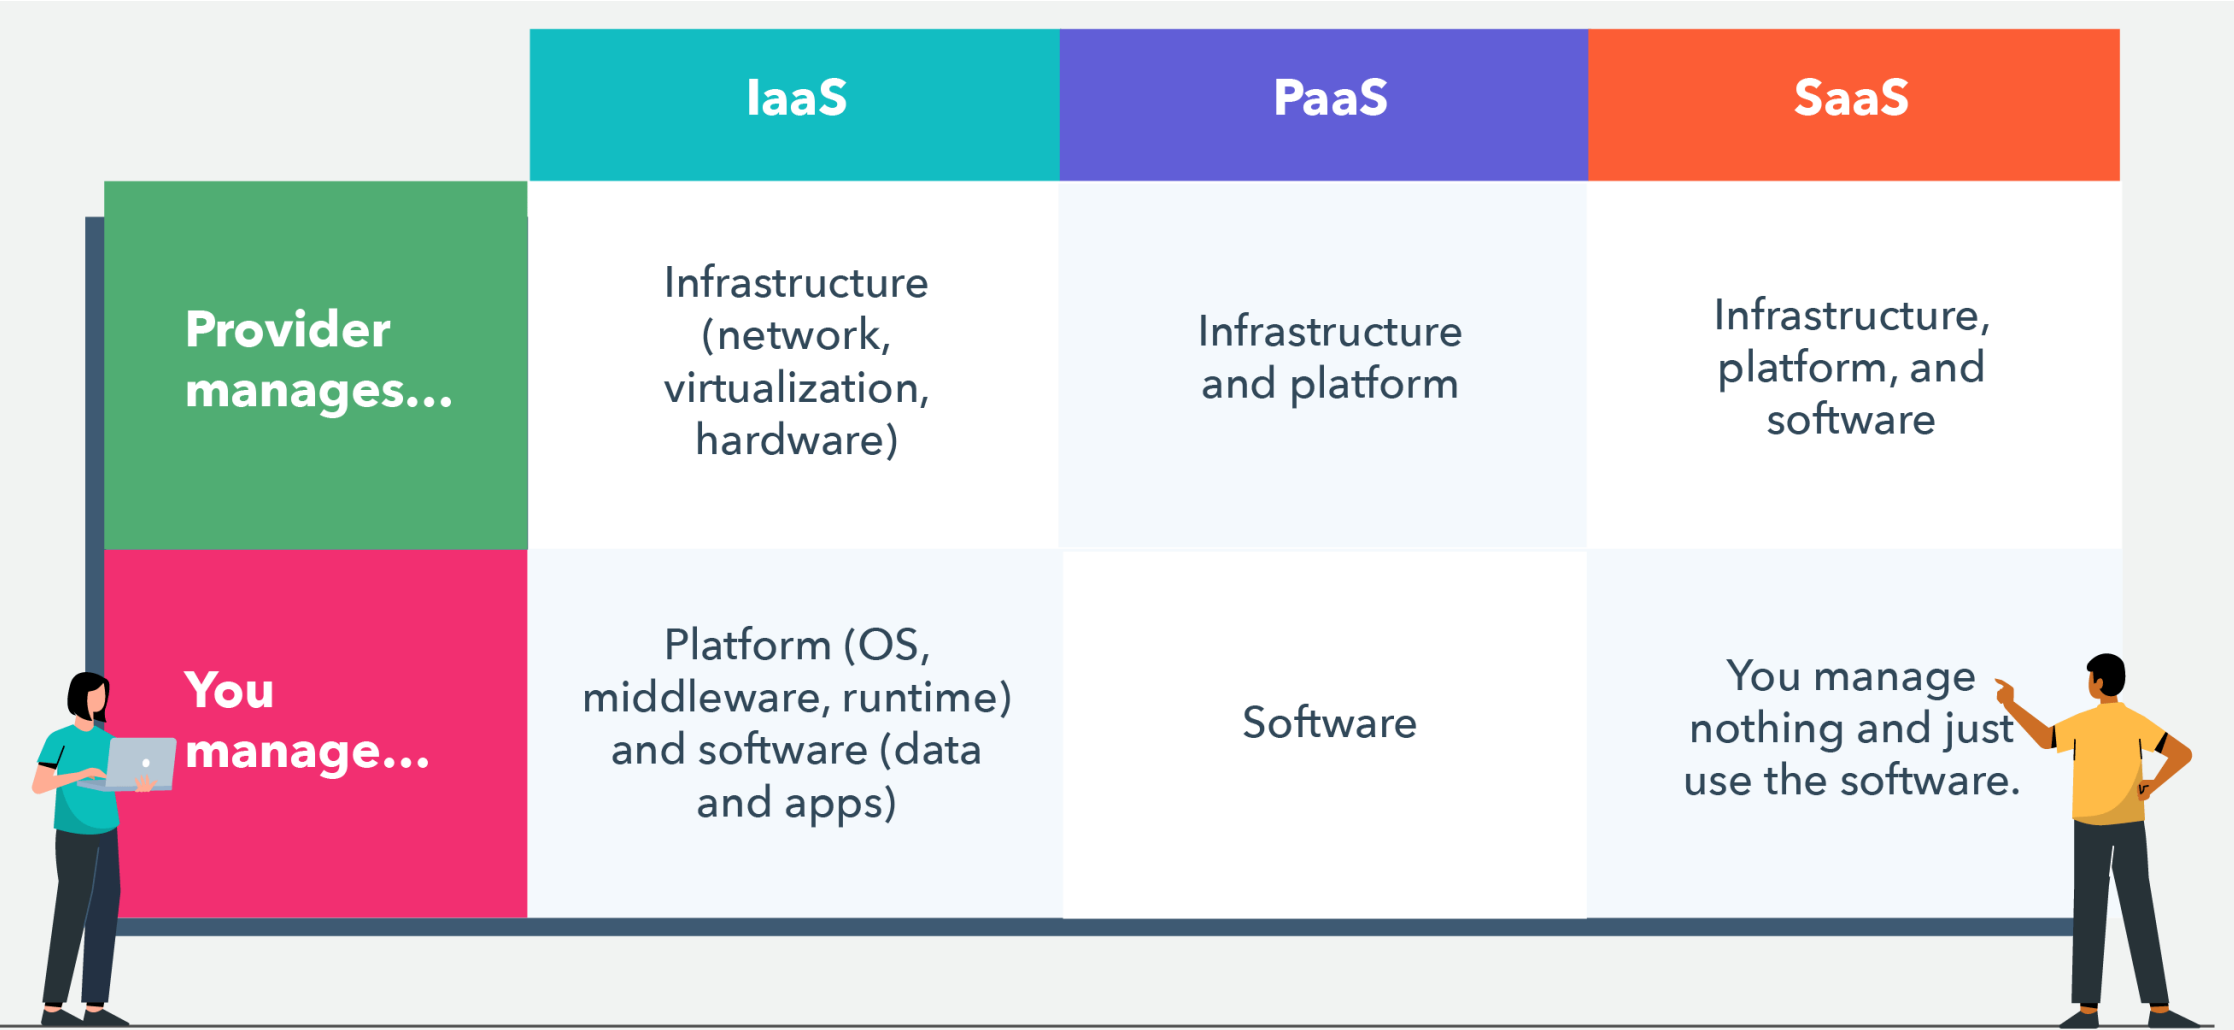 IaaS
PaaS
SaaS
Provider
manages...
Infrastructure
(network,
virtualization,
hardware)
Infrastructure
and platform
Infrastructure,
platform, and
software
You
manage...
Platform (OS,
middleware, runtime)
and software (data
and apps)
Software
You manage
nothing and just
use the software.